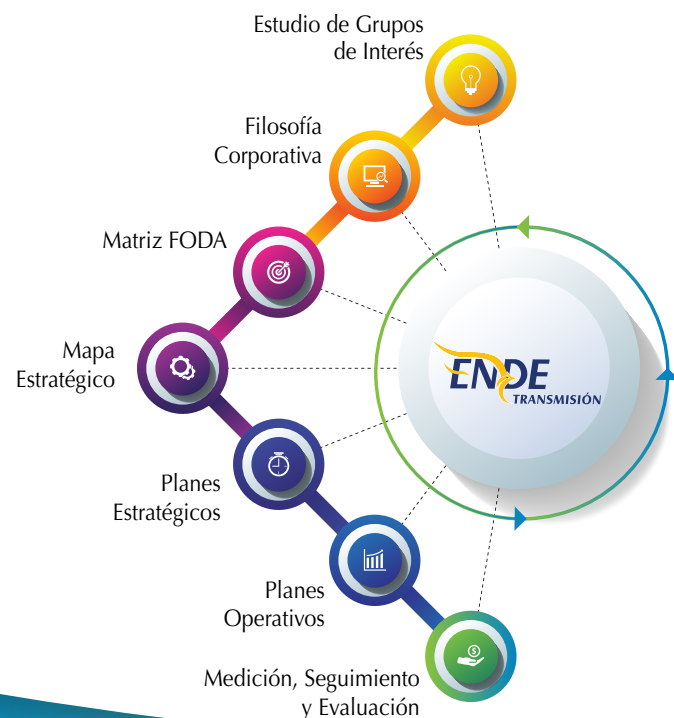 Estudio de Grupos
de Interés
Filosofía
Corporativa
Matriz FODA
Mapa
Estratégico
ENDE
TRANSMISIÓN
Planes
Estratégicos
Planes
Operativos
Medición, Seguimiento
y Evaluación